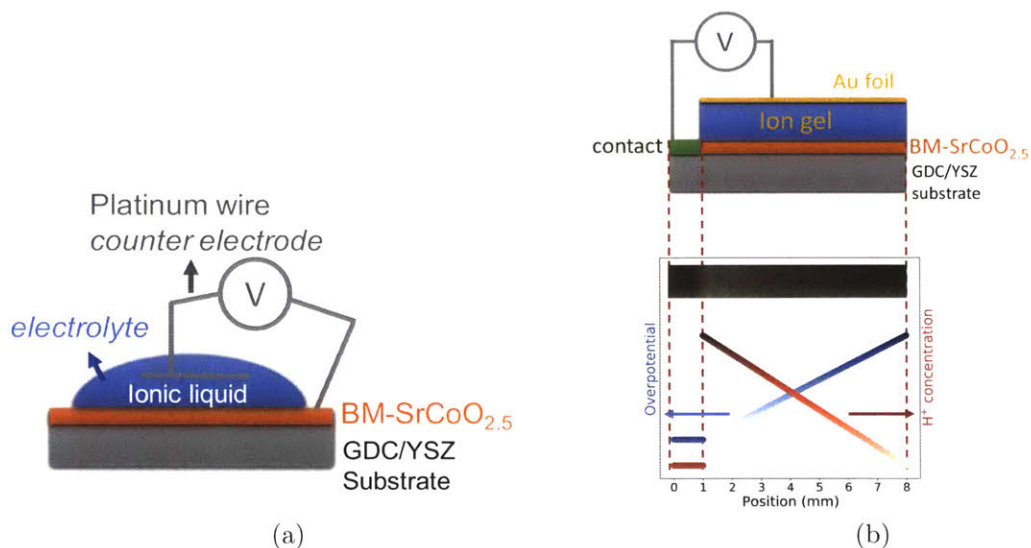 Platinum wire
counter electrode
V
electrolyte
Ionic liquid
BM-SrCoO2.5
GDC/YSZ
Substrate
(a)
V
Au foil
Ion gel
contact
BM-SrCoO2.5
GDC/YSZ
substrate
Overpotential
H+ concentration
0 1 2 3 4 5 6 7 8
Position (mm)
(b)